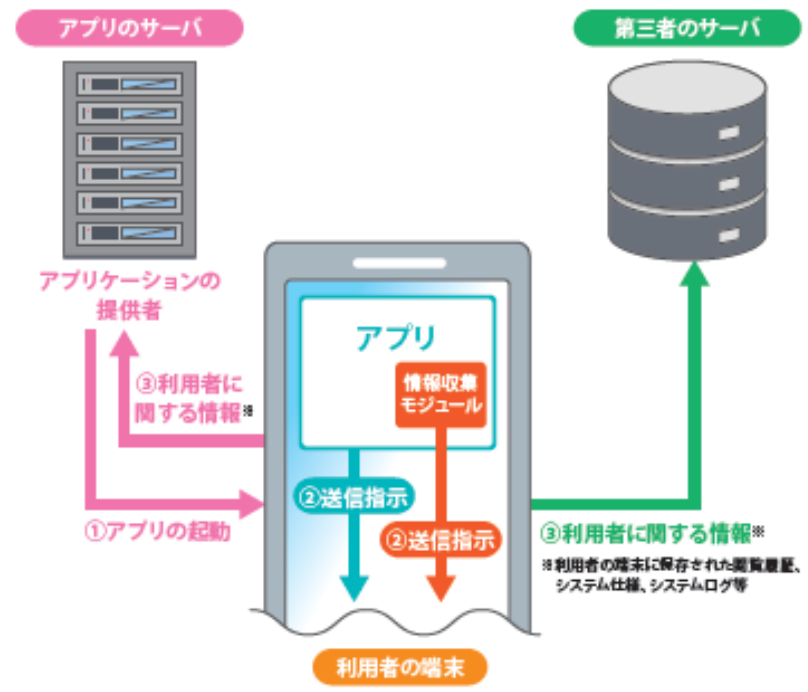 アプリのサーバ
第三者のサーバ
アプリケーションの
提供者
アプリ
情報収集
モジュール
③利用者に
関する情報※
②送信指示
①アプリの起動
②送信指示
③利用者に関する情報※
※利用者の端末に保存された閲覧履歴、
システム仕様、システムログ等
利用者の端末